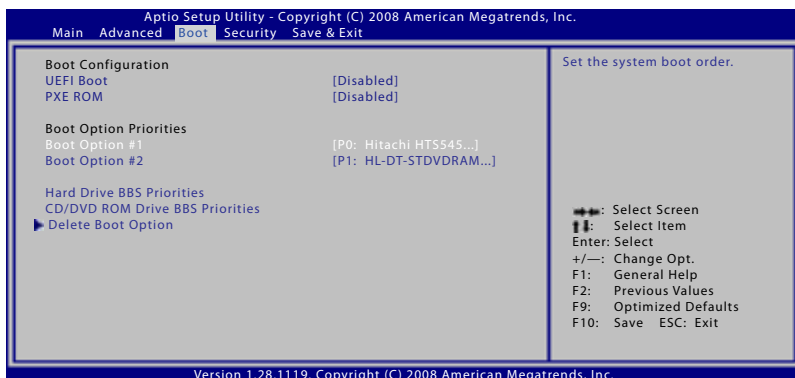 Aptio Setup Utility - Copyright (C) 2008 American Megatrends, Inc.
Main Advanced Boot Security Save & Exit
Boot Configuration
UEFI Boot [Disabled]
PXE ROM [Disabled]
Boot Option Priorities
Boot Option #1 [P0: Hitachi HTS545...]
Boot Option #2 [P1: HL-DT-STDVDRAM...]
Hard Drive BBS Priorities
CD/DVD ROM Drive BBS Priorities
Delete Boot Option
Set the system boot order.
: Select Screen
: Select Item
Enter: Select
+/—: Change Opt.
F1: General Help
F2: Previous Values
F9: Optimized Defaults
F10: Save ESC: Exit
Version 1.28.1119. Copyright (C) 2008 American Megatrends, Inc.